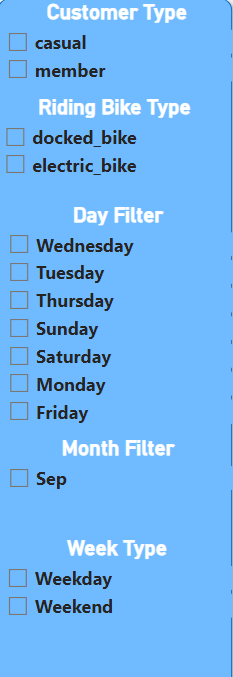 Customer Type
casual
member
Riding Bike Type
docked_bike
electric_bike
Day Filter
Wednesday
Tuesday
Thursday
Sunday
Saturday
Monday
Friday
Month Filter
Sep
Week Type
Weekday
Weekend